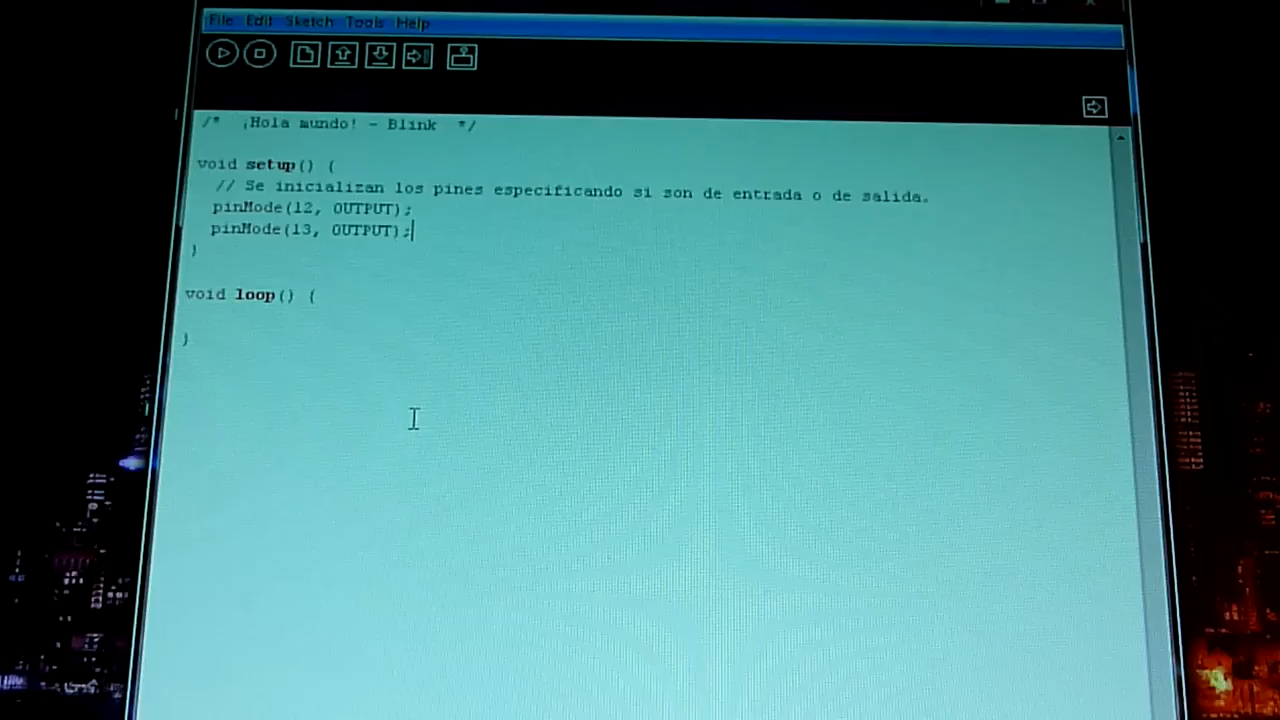 File Edit Sketch Tools Help
/* ¡Hola mundo! - Blink */
void setup() {
// Se inicializan los pines especificando si son de entrada o de salida.
pinMode(12, OUTPUT);
pinMode(13, OUTPUT);
}
void loop() {
}